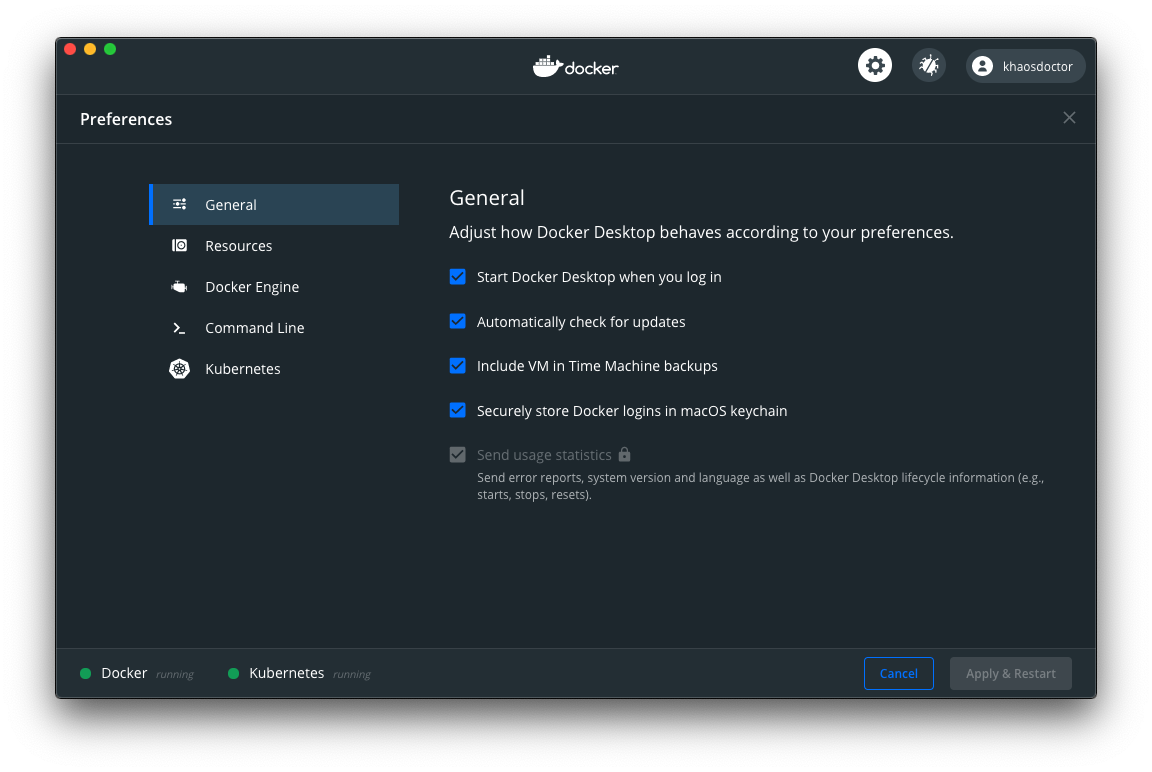 docker
khaosdoctor
Preferences
General
Resources
Docker Engine
Command Line
Kubernetes
General
Adjust how Docker Desktop behaves according to your preferences.
Start Docker Desktop when you log in
Automatically check for updates
Include VM in Time Machine backups
Securely store Docker logins in macOS keychain
Send usage statistics
Send error reports, system version and language as well as Docker Desktop lifecycle information (e.g.,
starts, stops, resets).
Docker running
Kubernetes running
Cancel
Apply & Restart